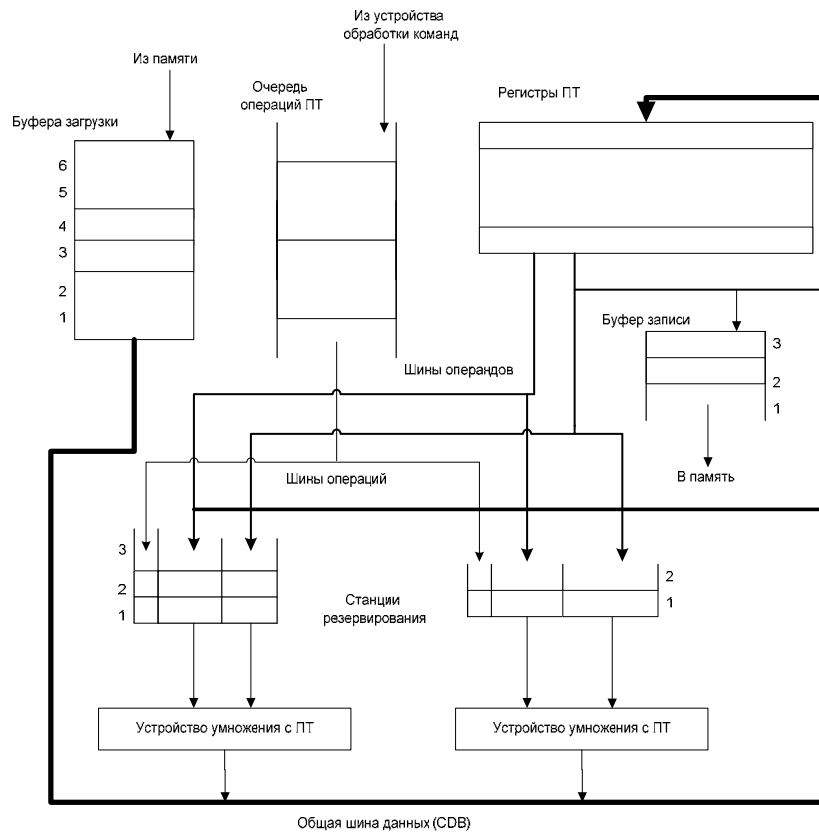 Из устройства
обработки команд
Из памяти
Очередь
операций ПТ
Регистры ПТ
Буфера загрузки
6
5
4
3
2
1
Буфер записи
3
2
1
Шины операндов
В память
Шины операций
3
2
1
2
1
Станции
резервирования
Устройство умножения с ПТ
Устройство умножения с ПТ
Общая шина данных (CDB)